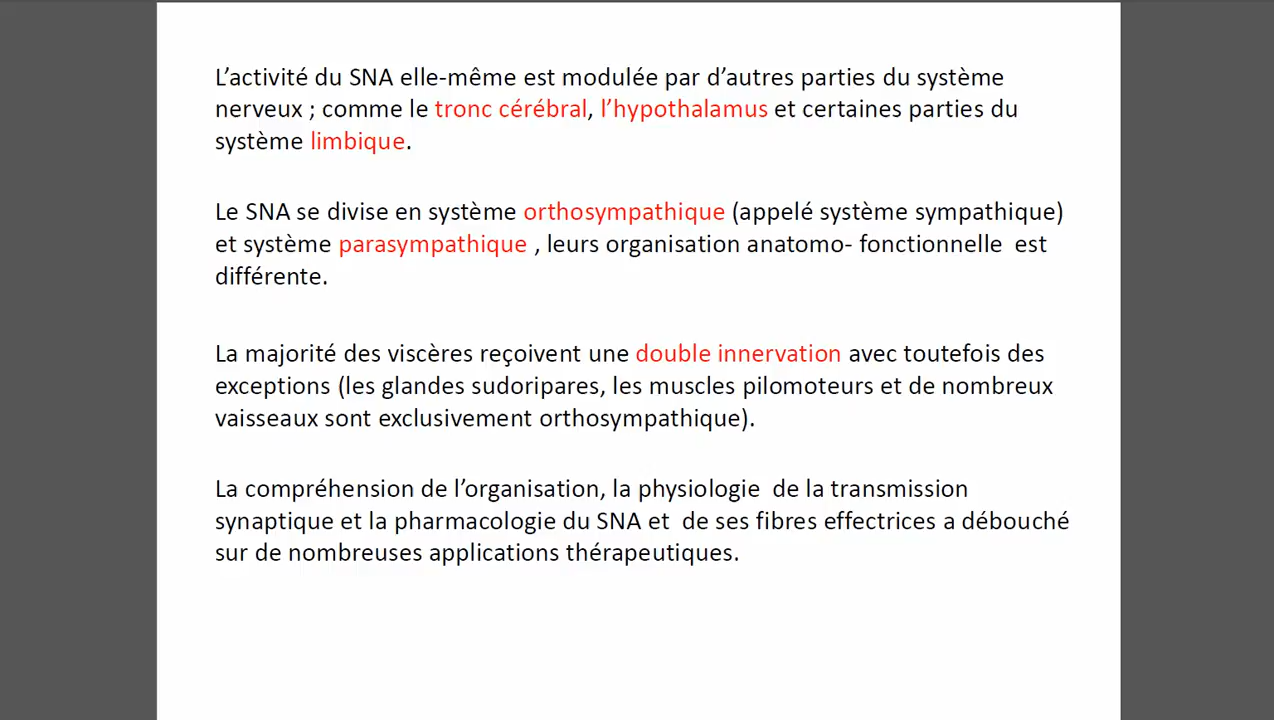 L’activité du SNA elle-même est modulée par d’autres parties du système
nerveux ; comme le tronc cérébral, l’hypothalamus et certaines parties du
système limbique.
Le SNA se divise en système orthosympathique (appelé système sympathique)
et système parasympathique , leurs organisation anatomo- fonctionnelle  est
différente.
La majorité des viscères reçoivent une double innervation avec toutefois des
exceptions (les glandes sudoripares, les muscles pilomoteurs et de nombreux
vaisseaux sont exclusivement orthosympathique).
La compréhension de l’organisation, la physiologie  de la transmission
synaptique et la pharmacologie du SNA et  de ses fibres effectrices a débouché
sur de nombreuses applications thérapeutiques.